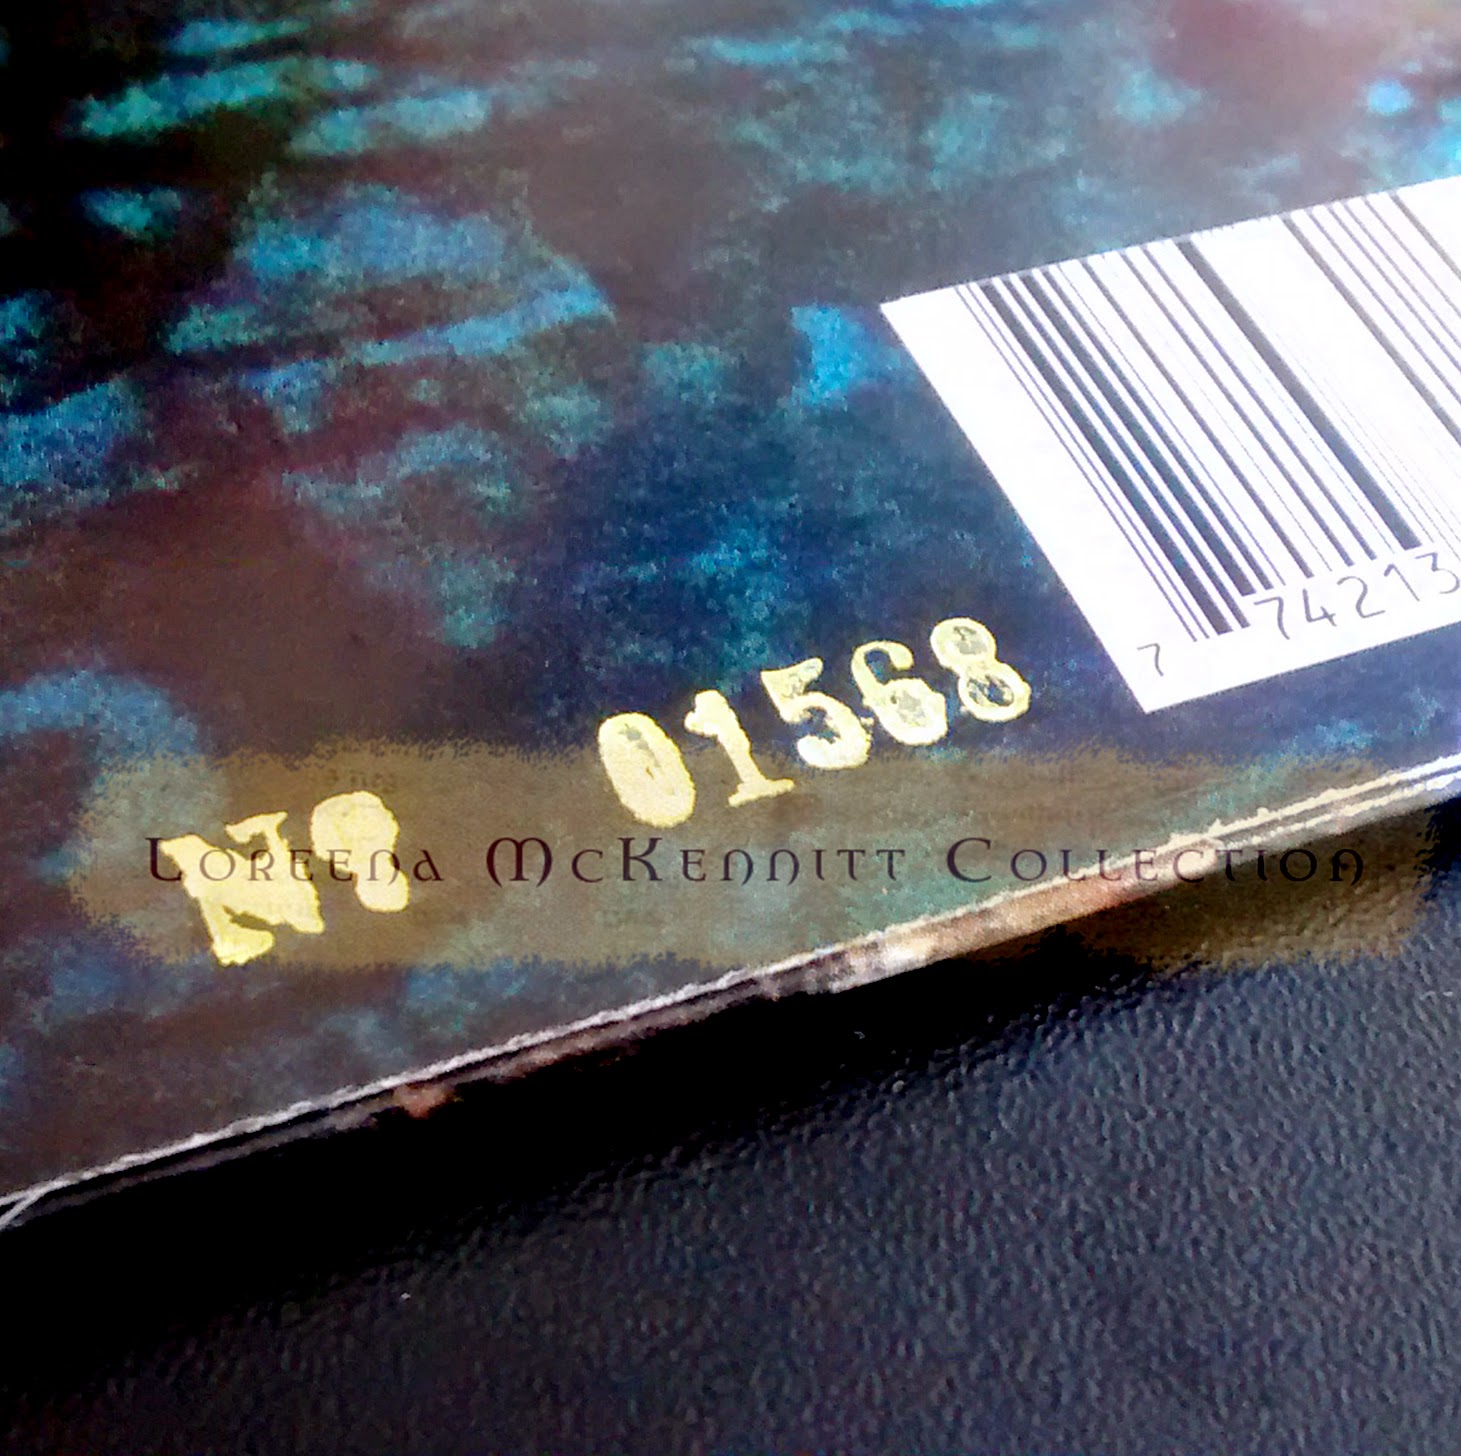 7 74213
Nº 01568
Loreena McKennitt Collection